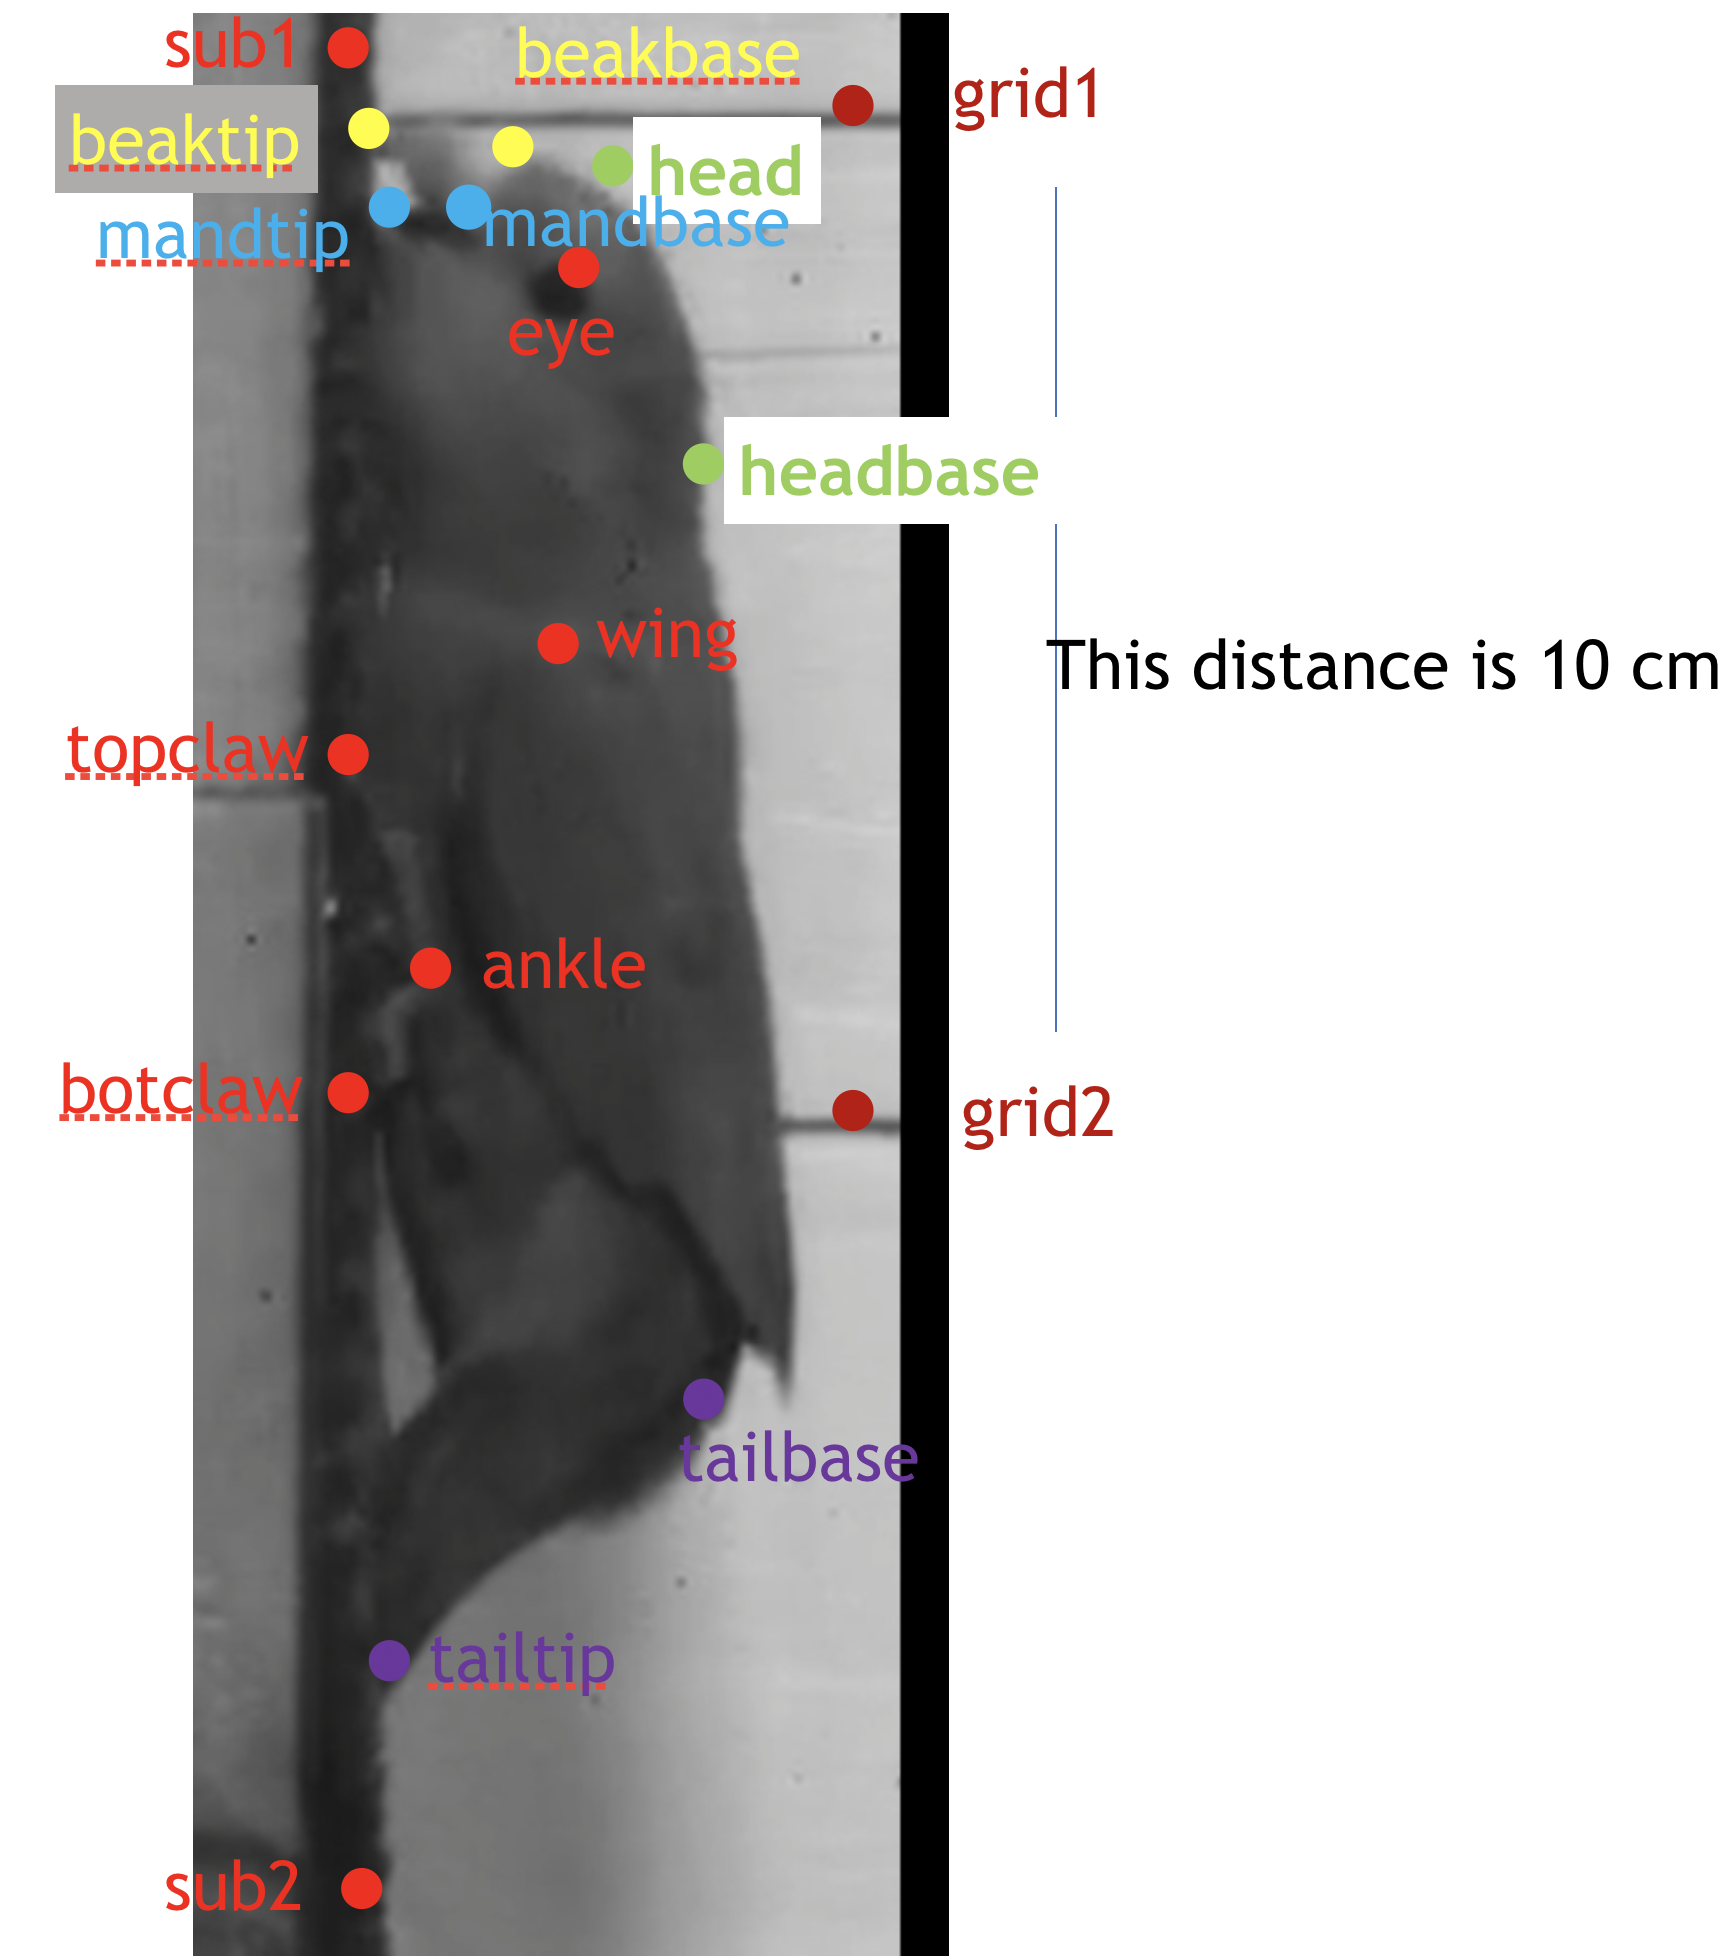 sub1
beakbase
grid1
beaktip
head
mandtip
mandbase
eye
headbase
wing
This distance is 10 cm
topclaw
ankle
botclaw
grid2
tailbase
tailtip
sub2